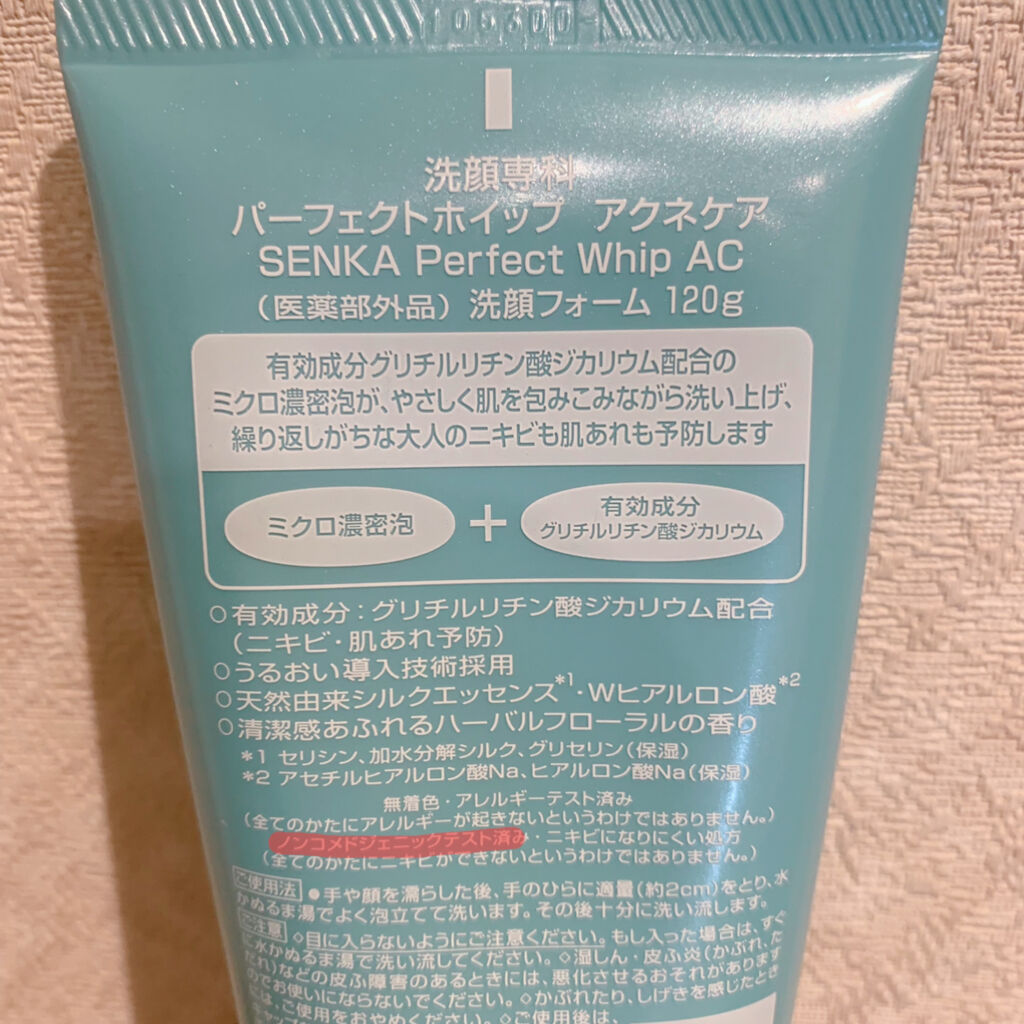 105300
洗顔専科
パーフェクトホイップ アクネケア
SENKA Perfect Whip AC
(医薬部外品) 洗顔フォーム 120g
有効成分グリチルリチン酸ジカリウム配合の
ミクロ濃密泡が、やさしく肌を包みこみながら洗い上げ、
繰り返しがちな大人のニキビも肌あれも予防します
ミクロ濃密泡 + 有効成分
グリチルリチン酸ジカリウム
○有効成分:グリチルリチン酸ジカリウム配合
(ニキビ・肌あれ予防)
○うるおい導入技術採用
○天然由来シルクエッセンス*1・Wヒアルロン酸*2
○清潔感あふれるハーバルフローラルの香り
*1 セリシン、加水分解シルク、グリセリン(保湿)
*2 アセチルヒアルロン酸Na、ヒアルロン酸Na(保湿)
無着色・アレルギーテスト済み
(全てのかたにアレルギーが起きないというわけではありません。)
ノンコメドジェニックテスト済み・ニキビになりにくい処方
(全てのかたにニキビができないというわけではありません。)
ご使用法 ●手や顔を濡らした後、手のひらに適量(約2cm)をとり、水
かぬるま湯でよく泡立てて洗います。その後十分に洗い流します。
ご注意 ◇目に入らないようにご注意ください。もし入った場合は、すぐ
に水かぬるま湯で洗い流してください。◇湿しん・皮ふ炎(かぶれ、た
だれ)などの皮ふ障害のあるときには、悪化させるおそれがあります
のでお使いにならないでください。◇かぶれたり、しげきを感じたとき
には、ご使用をおやめください。◇ご使用後は、